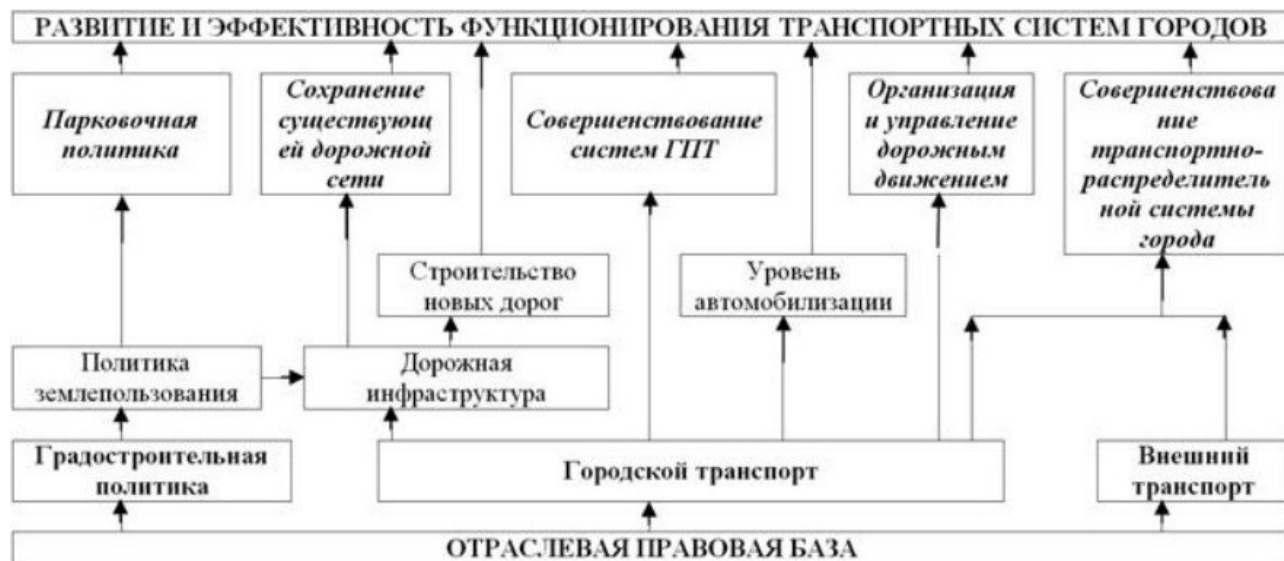 РАЗВИТИЕ И ЭФФЕКТИВНОСТЬ ФУНКЦИОНИРОВАНИЯ ТРАНСПОРТНЫХ СИСТЕМ ГОРОДОВ
Парковочная
политика
Сохранение
существующ
ей дорожной
сети
Совершенствование
систем ГПТ
Организация
и управление
дорожным
движением
Совершенствова
ние
транспортно-
распределитель
ной системы
города
Строительство
новых дорог
Уровень
автомобилизации
Политика
землепользования
Дорожная
инфраструктура
Градостроительная
политика
Городской транспорт
Внешний
транспорт
ОТРАСЛЕВАЯ ПРАВОВАЯ БАЗА